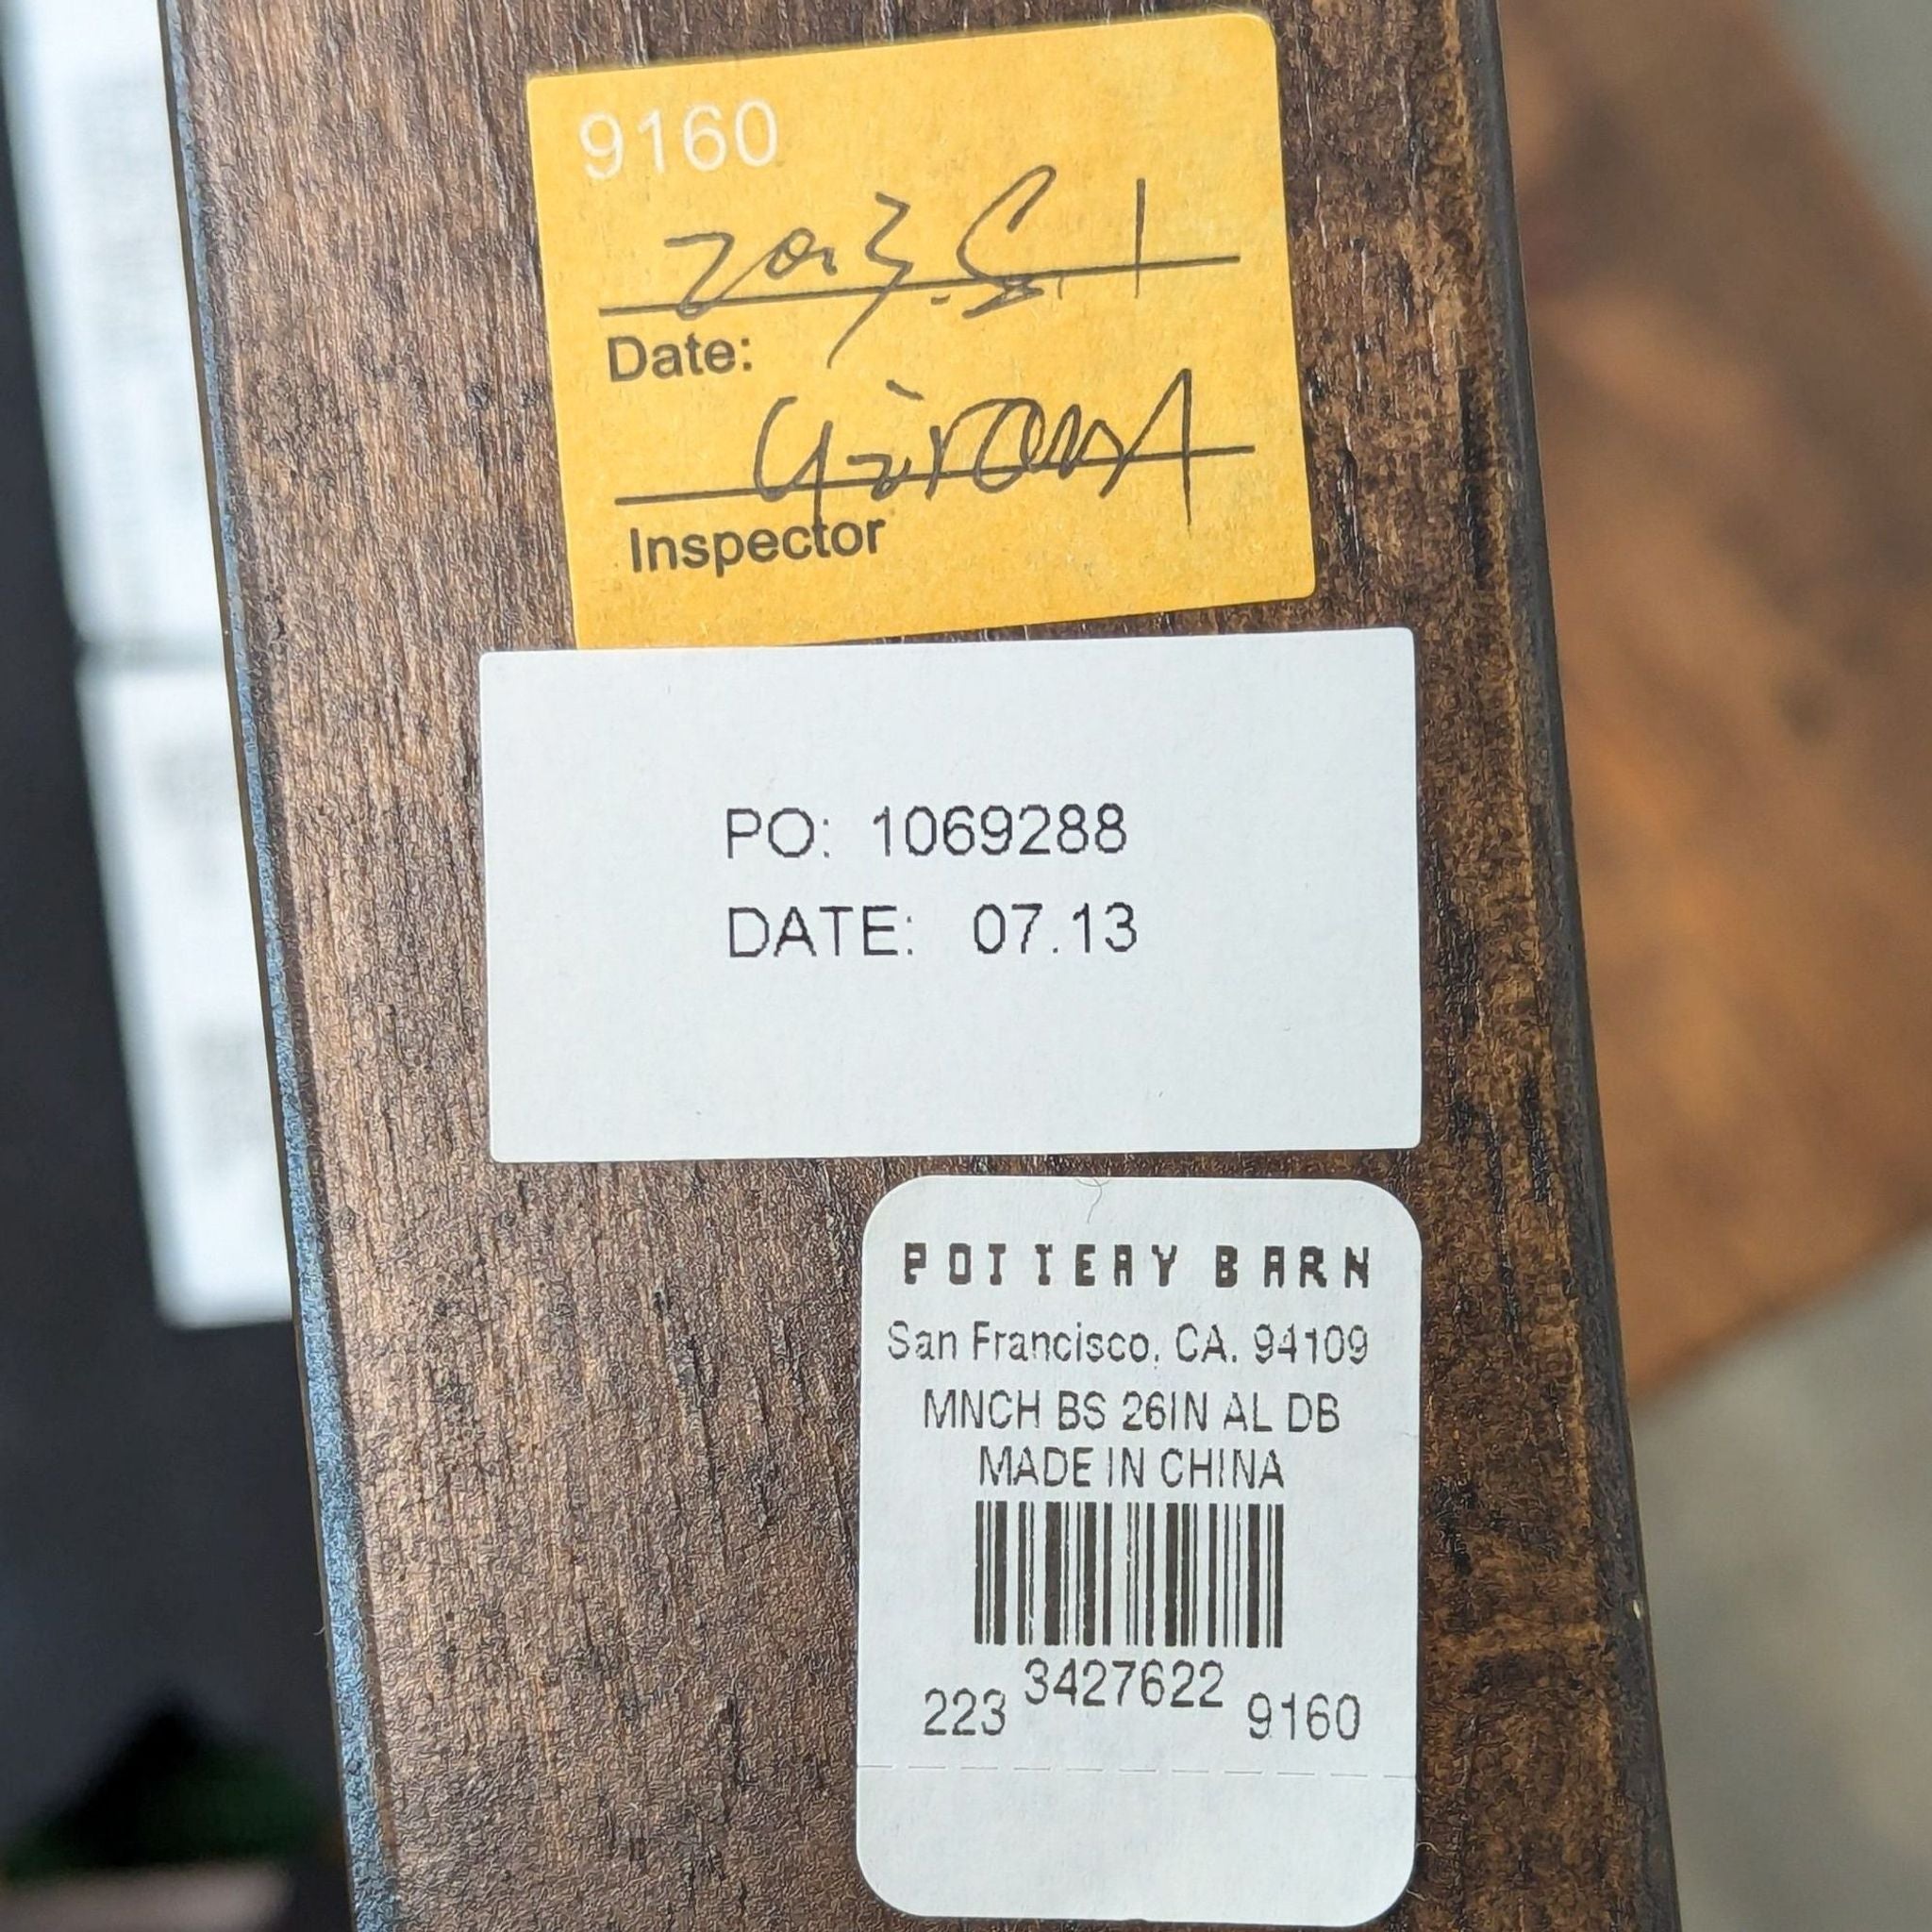 9160
Date:
Inspector
PO: 1069288
DATE: 07.13
POTTERY BARN
San Francisco, CA. 94109
MNCH BS 26IN AL DB
MADE IN CHINA
3427622
223 9160